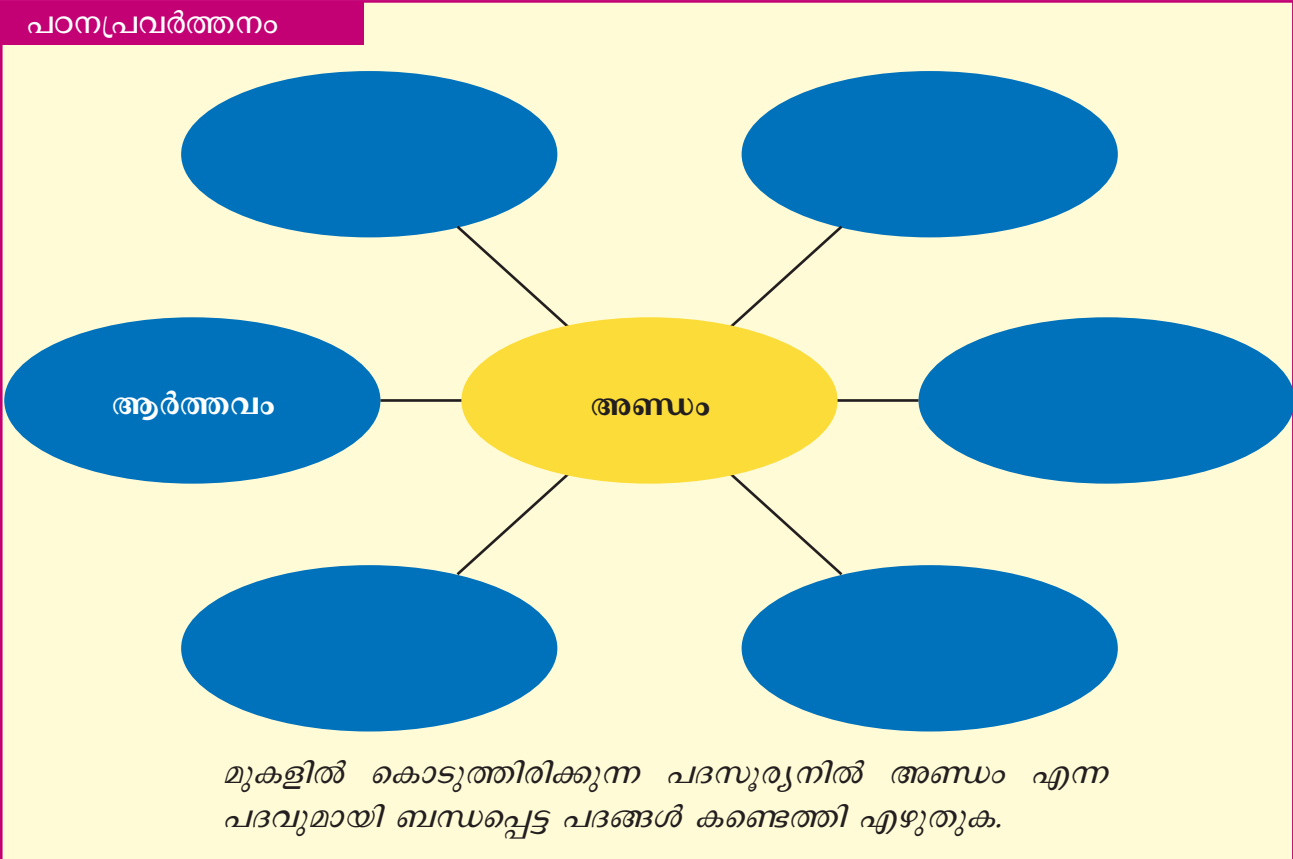 പഠനപ്രവർത്തനം
ആർത്തവം
അണ്ഡം
മുകളിൽ കൊടുത്തിരിക്കുന്ന പദസൂര്യനിൽ അണ്ഡം എന്ന
പദവുമായി ബന്ധപ്പെട്ട പദങ്ങൾ കണ്ടെത്തി എഴുതുക.